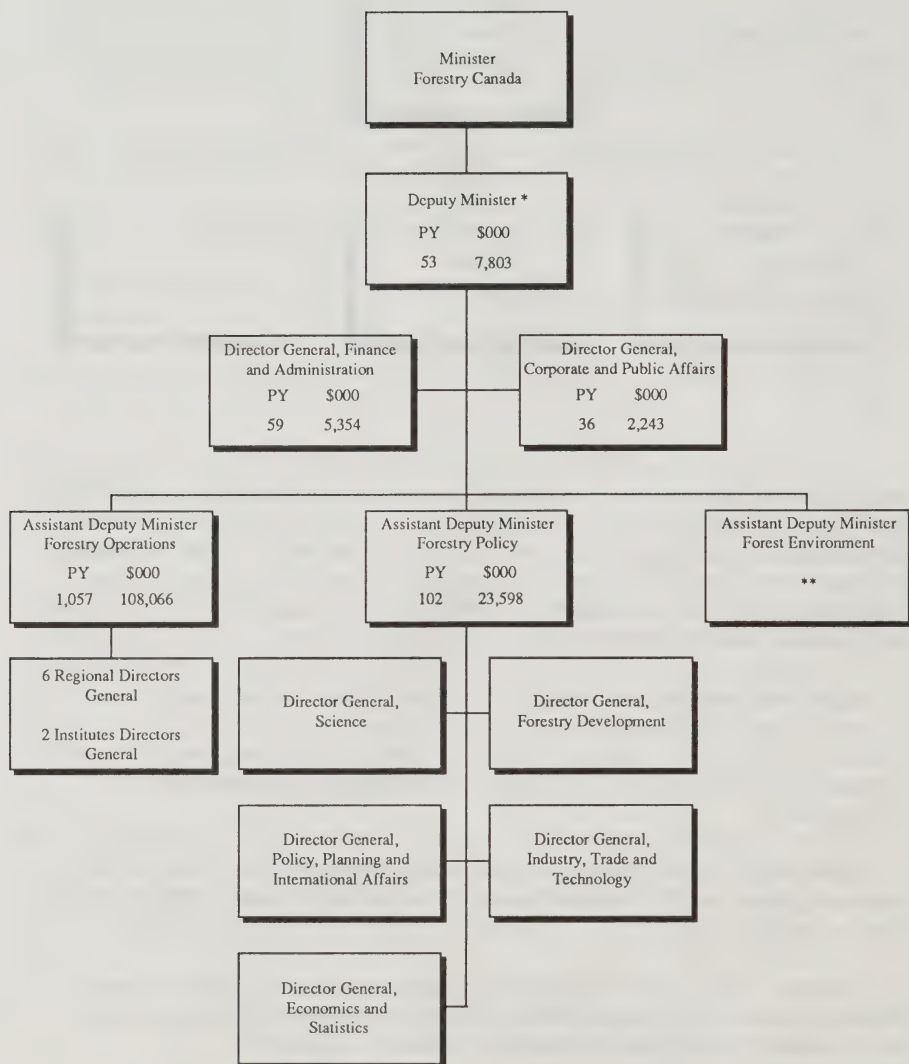 Minister
Forestry Canada
Deputy Minister *
PY $000
53 7,803
Director General, Finance
and Administration
PY $000
59 5,354
Director General,
Corporate and Public Affairs
PY $000
36 2,243
Assistant Deputy Minister
Forestry Operations
PY $000
1,057 108,066
Assistant Deputy Minister
Forestry Policy
PY $000
102 23,598
Assistant Deputy Minister
Forest Environment
**
6 Regional Directors
General
2 Institutes Directors
General
Director General,
Science
Director General,
Forestry Development
Director General,
Policy, Planning and
International Affairs
Director General,
Industry, Trade and
Technology
Director General,
Economics and
Statistics